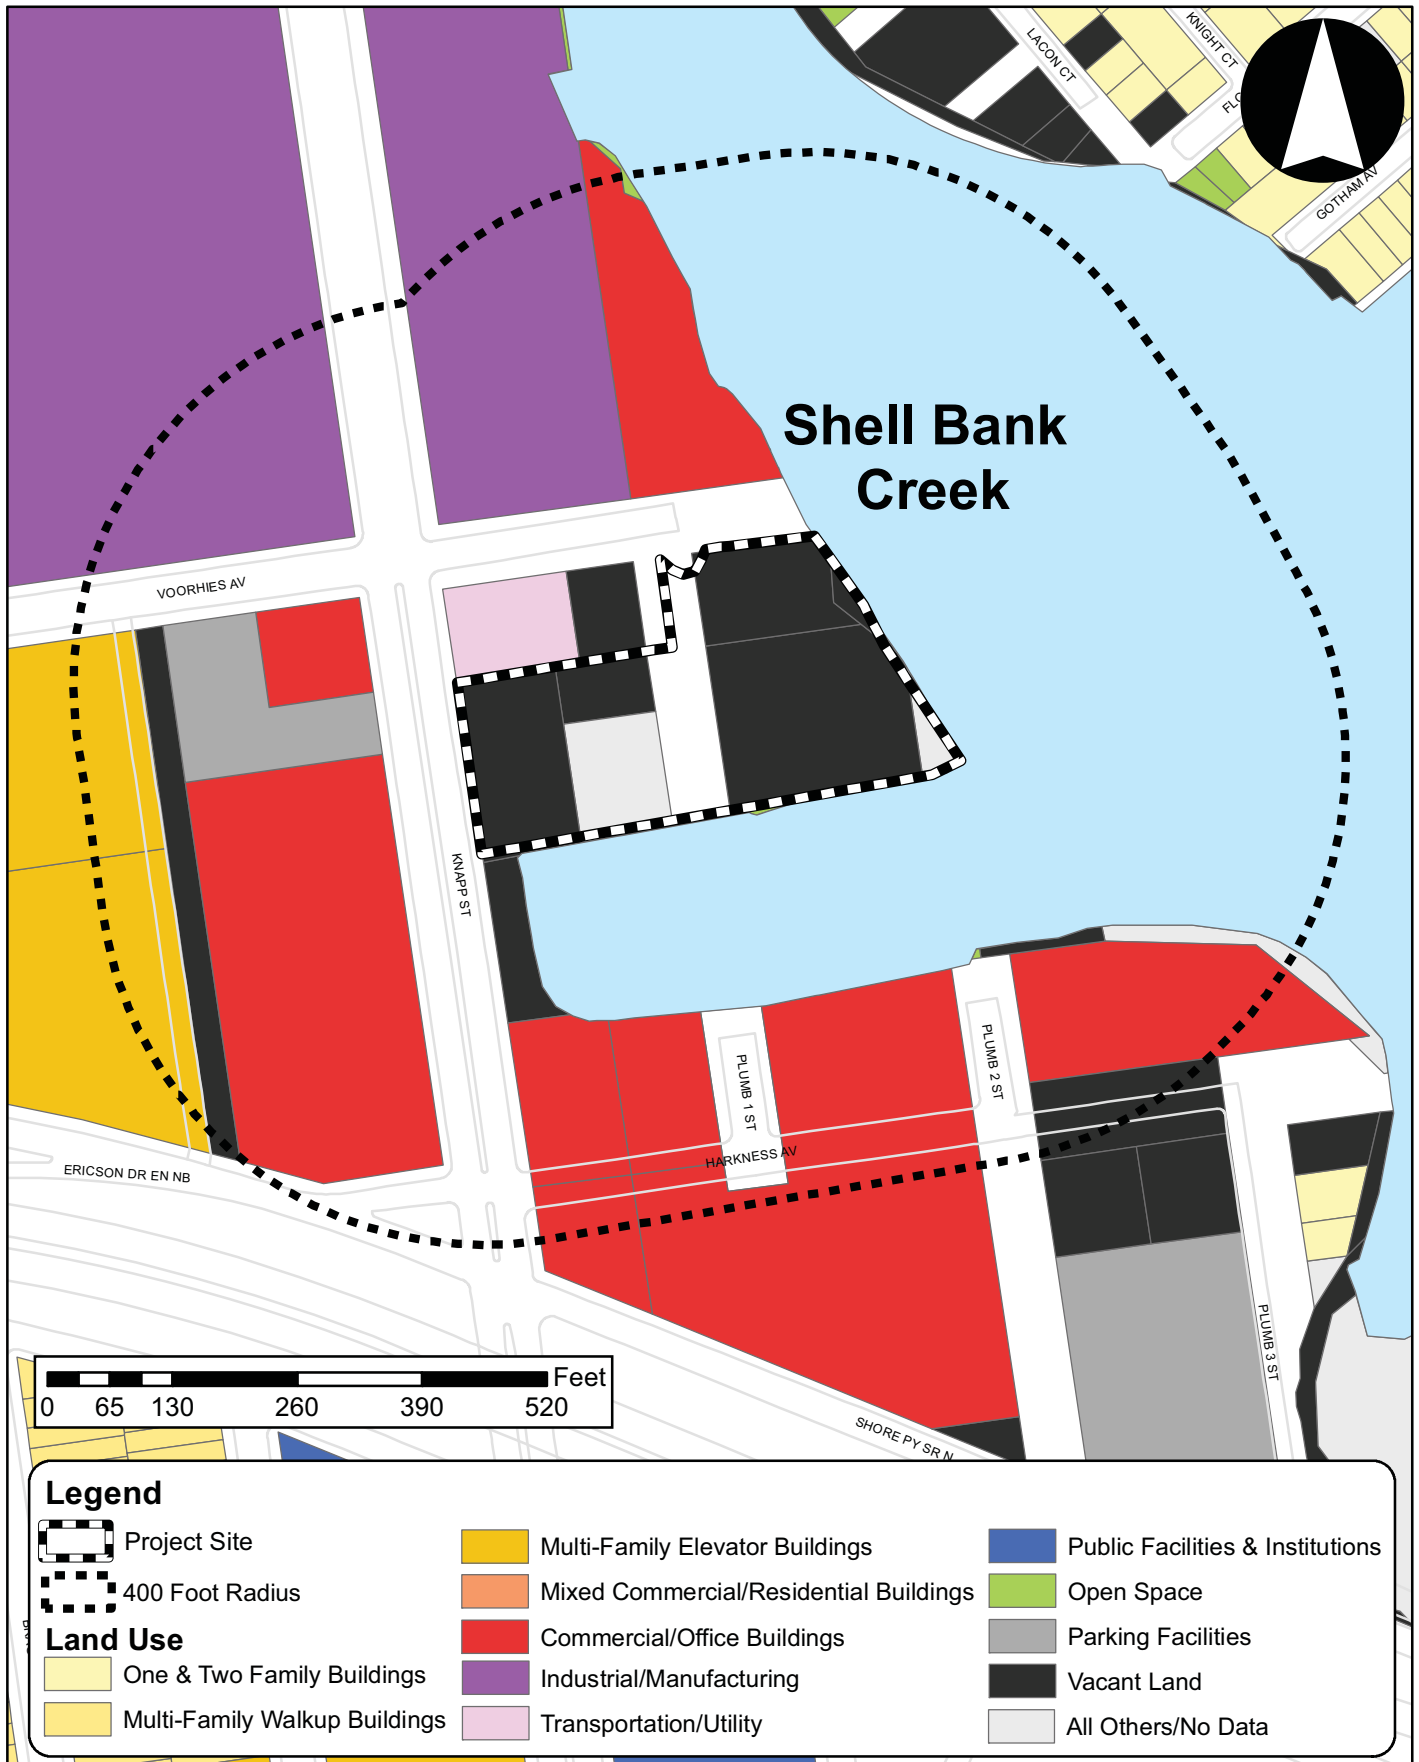 LACON CT
KNIGHT CT
FLO
GOTHAM AV
Shell Bank
Creek
VOORHIES AV
KNAPP ST
PLUMB 1 ST
PLUMB 2 ST
HARKNESS AV
ERICSON DR EN NB
PLUMB 3 ST
SHORE PY SR N
Feet
0 65 130 260 390 520
Legend
Project Site
400 Foot Radius
Land Use
One & Two Family Buildings
Multi-Family Walkup Buildings
Multi-Family Elevator Buildings
Mixed Commercial/Residential Buildings
Commercial/Office Buildings
Industrial/Manufacturing
Transportation/Utility
Public Facilities & Institutions
Open Space
Parking Facilities
Vacant Land
All Others/No Data